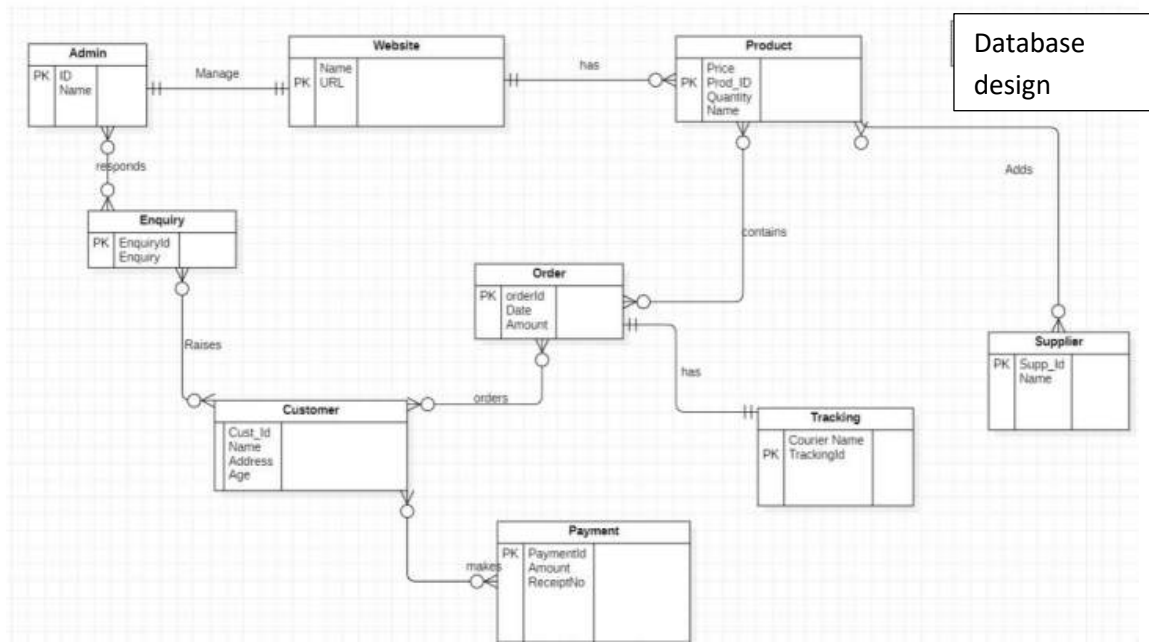 Admin
PK ID
Name
Manage
Website
Name
PK URL
has
Product
Price
PK Prod_ID
Quantity
Name
Database
design
responds
Adds
Enquiry
PK EnquiryId
Enquiry
contains
Order
PK orderId
Date
Amount
Raises
has
Supplier
PK Supp_Id
Name
orders
Customer
Cust_Id
Name
Address
Age
Tracking
Courier Name
PK TrackingId
Payment
PK PaymentId
Amount
ReceiptNo
makes